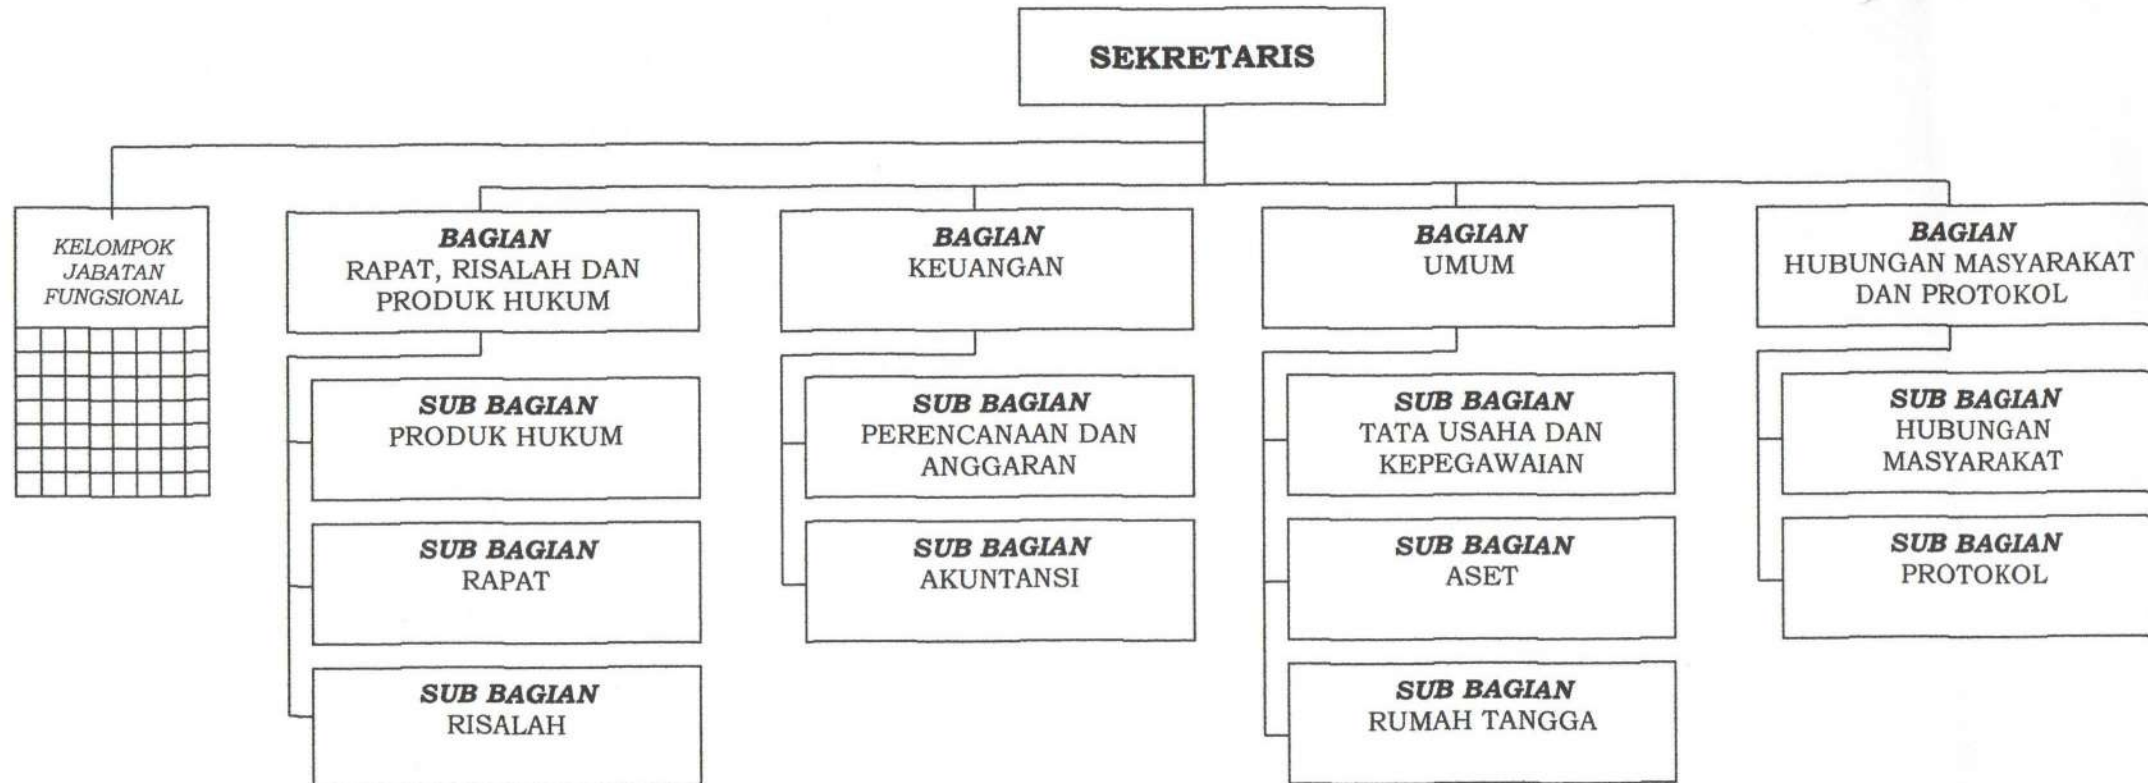 SEKRETARIS
KELOMPOK
JABATAN
FUNGSIONAL
BAGIAN
RAPAT, RISALAH DAN
PRODUK HUKUM
BAGIAN
KEUANGAN
BAGIAN
UMUM
BAGIAN
HUBUNGAN MASYARAKAT
DAN PROTOKOL
SUB BAGIAN
PRODUK HUKUM
SUB BAGIAN
PERENCANAAN DAN
ANGGARAN
SUB BAGIAN
TATA USAHA DAN
KEPEGAWAIAN
SUB BAGIAN
HUBUNGAN
MASYARAKAT
SUB BAGIAN
RAPAT
SUB BAGIAN
AKUNTANSI
SUB BAGIAN
ASET
SUB BAGIAN
PROTOKOL
SUB BAGIAN
RISALAH
SUB BAGIAN
RUMAH TANGGA